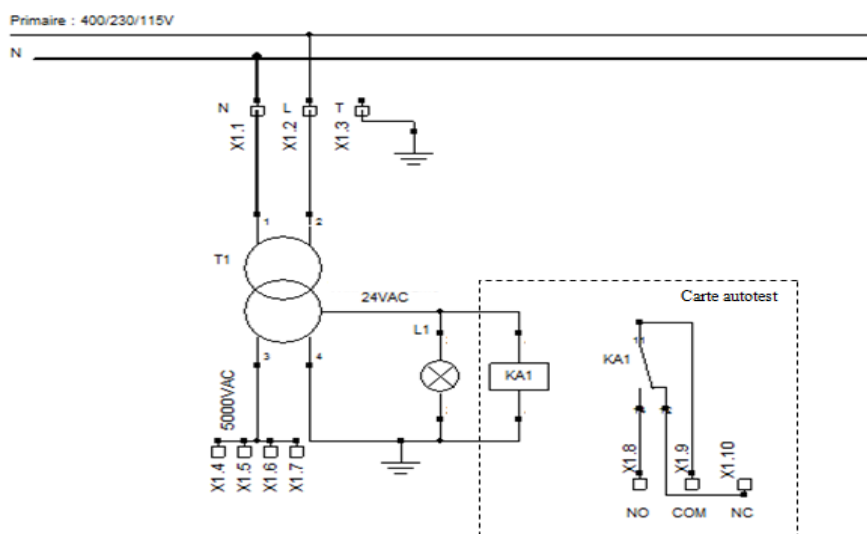 Primaire : 400/230/115V
N
N
L
T
X1.1
X1.2
X1.3
1
2
T1
24VAC
Carte autotest
L1
11
KA1
KA1
3
4
5000VAC
X1.4
X1.5
X1.6
X1.7
X1.8
X1.9
X1.10
NO
COM
NC